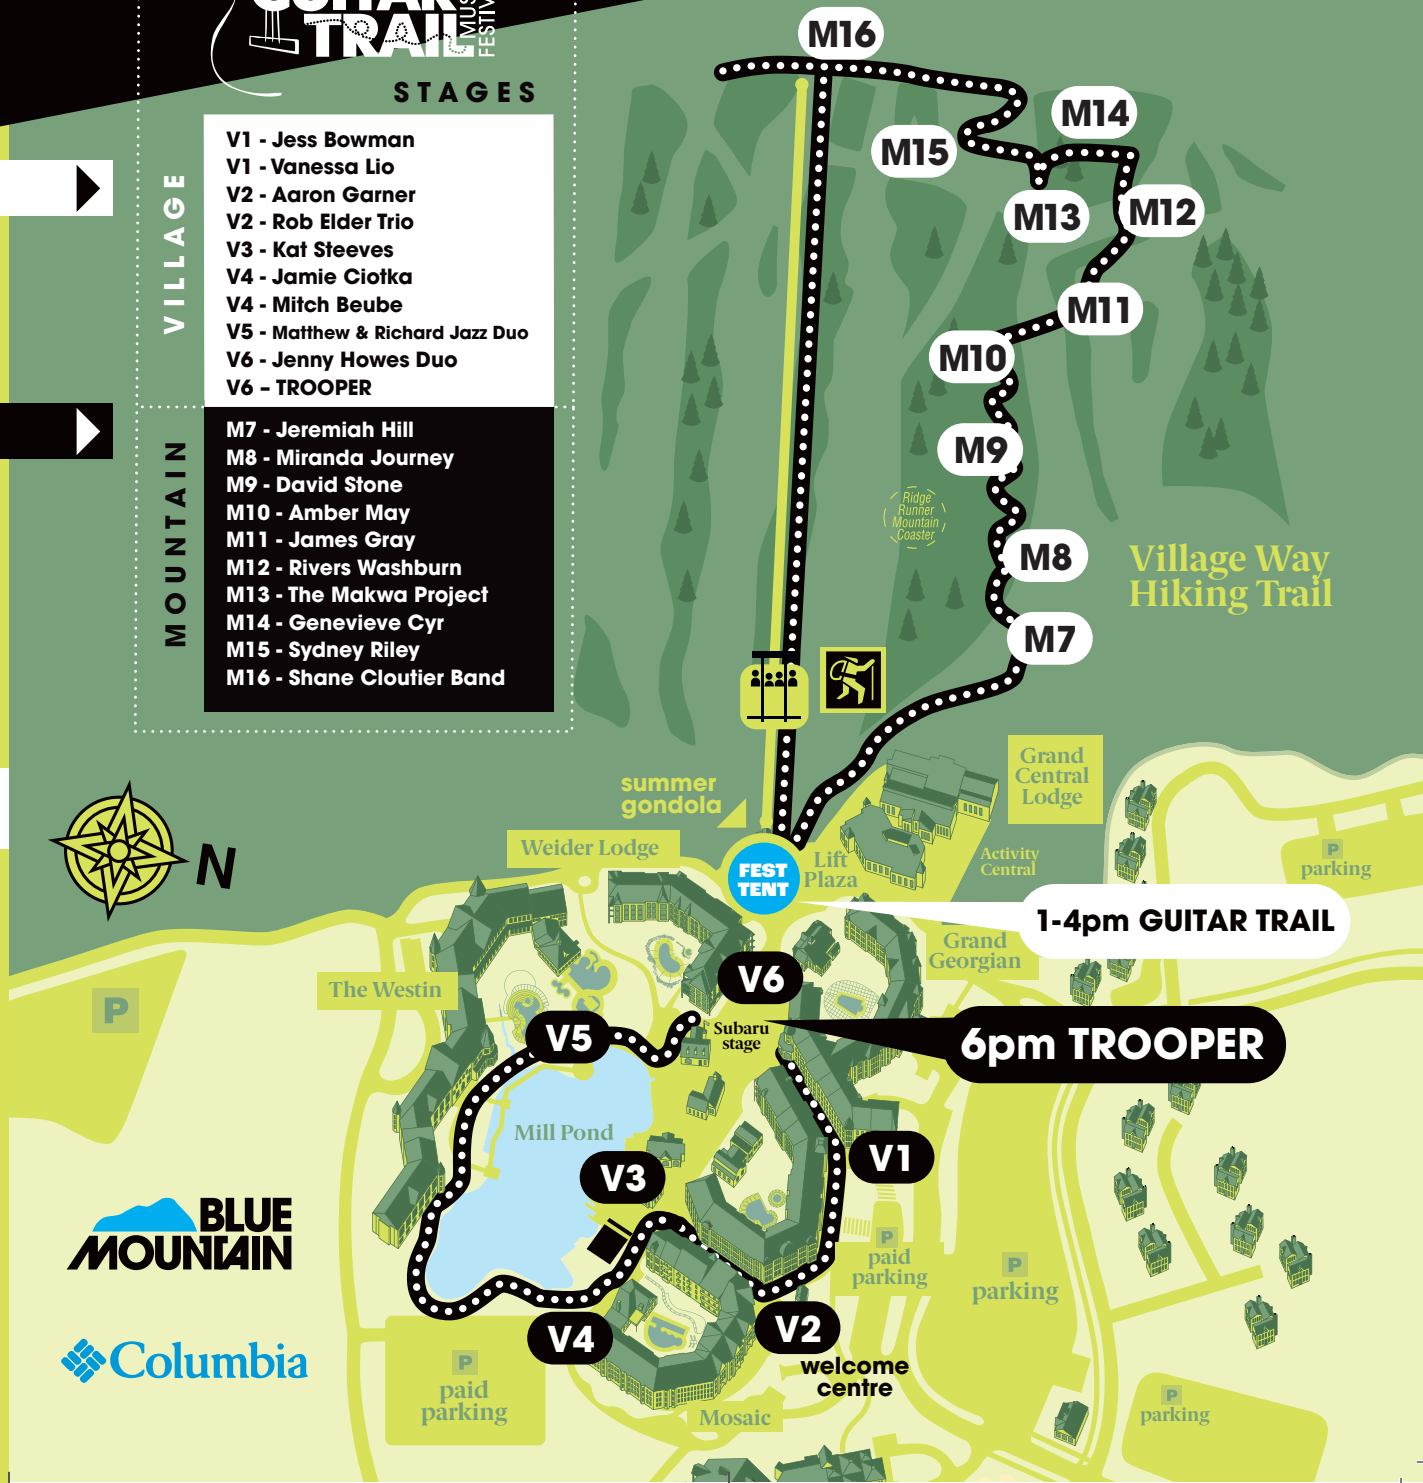 GUITAR
TRAIL
STAGES
VILLAGE
V1 - Jess Bowman
V1 - Vanessa Lio
V2 - Aaron Garner
V2 - Rob Elder Trio
V3 - Kat Steeves
V4 - Jamie Ciotka
V4 - Mitch Beube
V5 - Matthew & Richard Jazz Duo
V6 - Jenny Howes Duo
V6 – TROOPER
MOUNTAIN
M7 - Jeremiah Hill
M8 - Miranda Journey
M9 - David Stone
M10 - Amber May
M11 - James Gray
M12 - Rivers Washburn
M13 - The Makwa Project
M14 - Genevieve Cyr
M15 - Sydney Riley
M16 - Shane Cloutier Band
M16
M14
M15
M13
M12
M11
M10
M9
Ridge
Runner
Mountain
Coaster
M8
Village Way
Hiking Trail
M7
summer
gondola
Grand
Central
Lodge
N
Weider Lodge
FEST
TENT
Lift
Plaza
Activity
Central
P
parking
1-4pm GUITAR TRAIL
Grand
Georgian
The Westin
P
V6
V5
Subaru
stage
6pm TROOPER
Mill Pond
V1
V3
BLUE
MOUNTAIN
P
paid
parking
P
parking
V4
V2
welcome
centre
Columbia
P
paid
parking
Mosaic
P
parking